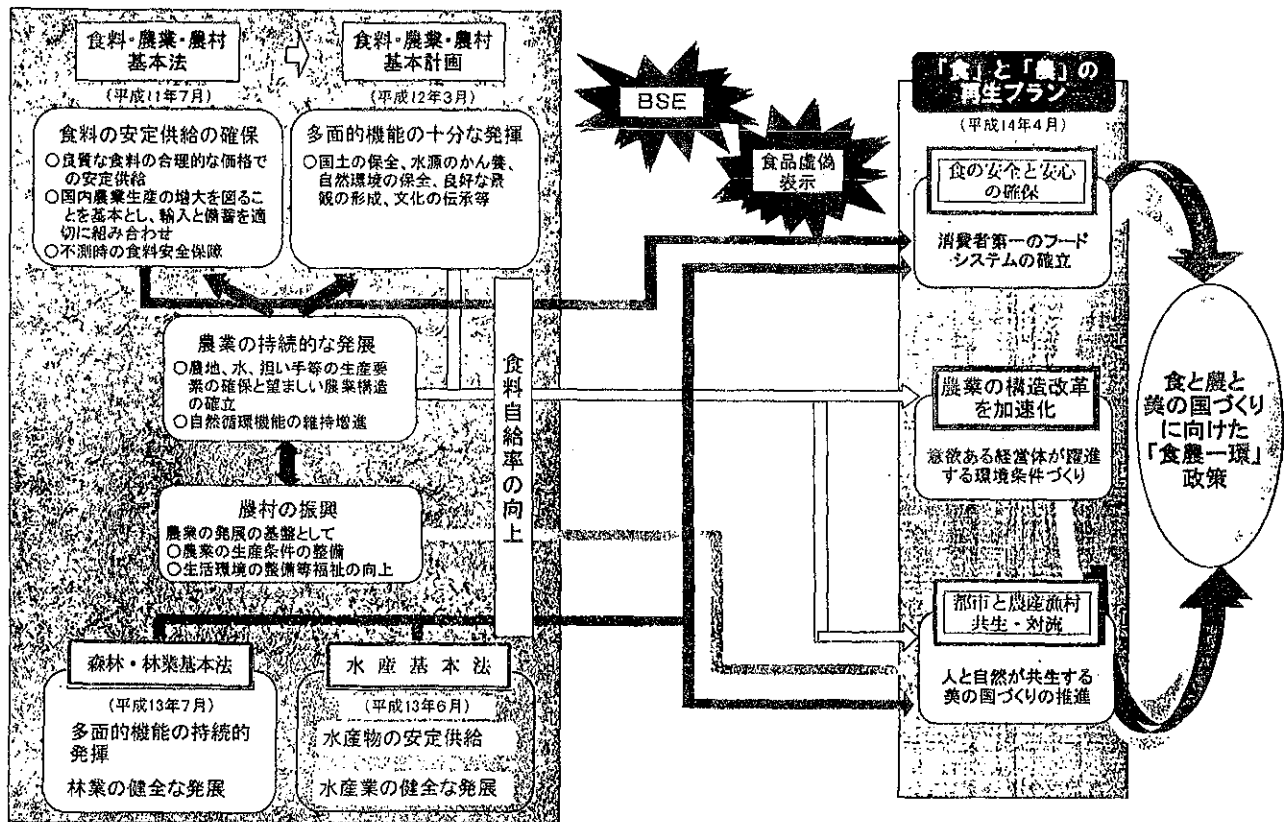 食料・農業・農村
基本法
(平成11年7月)
食料・農業・農村
基本計画
(平成12年3月)
食料の安定供給の確保
○良質な食料の合理的な価格で
の安定供給
○国内農業生産の増大を図るこ
とを基本とし、輸入と備蓄を適
切に組み合わせ
○不測時の食料安全保障
多面的機能の十分な発揮
○国土の保全、水源のかん養、
自然環境の保全、良好な景
観の形成、文化の伝承等
農業の持続的な発展
○農地、水、担い手等の生産要
素の確保と望ましい農業構造
の確立
○自然循環機能の維持増進
農村の振興
農業の発展の基盤として
○農業の生産条件の整備
○生活環境の整備等福祉の向上
食料自給率の向上
森林・林業基本法
(平成13年7月)
多面的機能の持続的
発揮
林業の健全な発展
水産基本法
(平成13年6月)
水産物の安定供給
水産業の健全な発展
BSE
食品虚偽
表示
「食」と「農」の
再生プラン
(平成14年4月)
食の安全と安心
の確保
消費者第一のフード
システムの確立
農業の構造改革
を加速化
意欲ある経営体が躍進
する環境条件づくり
都市と農産漁村
共生・対流
人と自然が共生する
美の国づくりの推進
食と農と
美の国づくり
に向けた
「食農一環」
政策